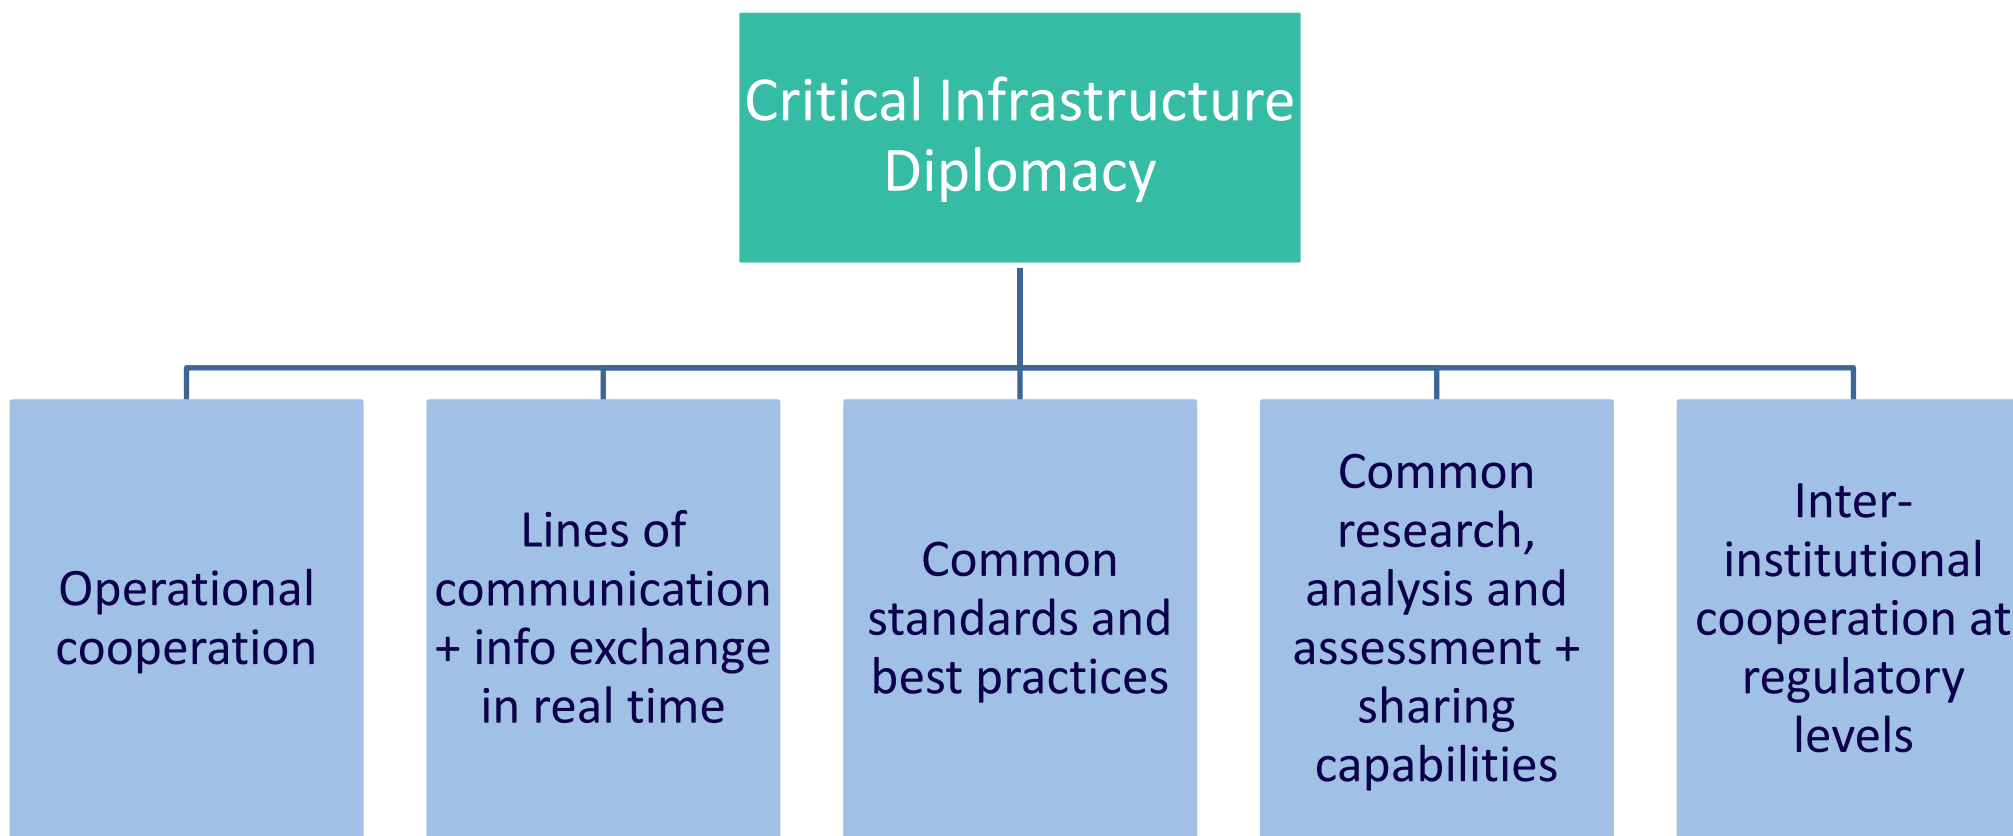 Critical Infrastructure
Diplomacy
Operational
cooperation
Lines of
communication
+ info exchange
in real time
Common
standards and
best practices
Common
research,
analysis and
assessment +
sharing
capabilities
Inter-
institutional
cooperation at
regulatory
levels